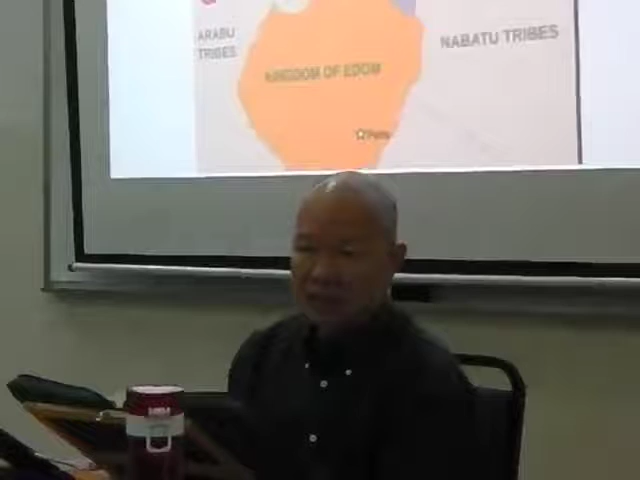 ARABU
TRIBES
NABATU TRIBES
KINGDOM OF EDOM
Petra